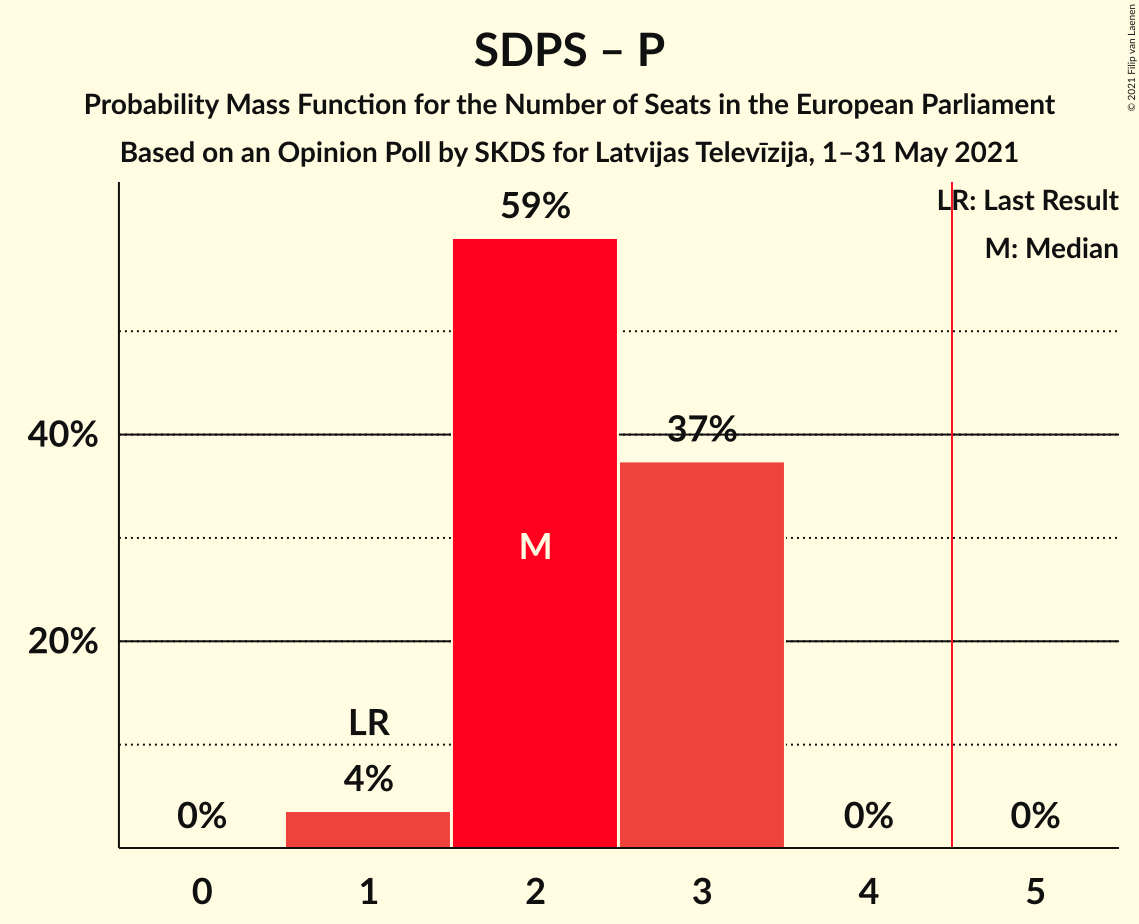 SDPS – P
Probability Mass Function for the Number of Seats in the European Parliament
Based on an Opinion Poll by SKDS for Latvijas Televīzija, 1–31 May 2021
© 2021 Filip van Laenen
LR: Last Result
M: Median
59%
40%
37%
M
20%
LR
4%
0%
0%
0%
0 1 2 3 4 5